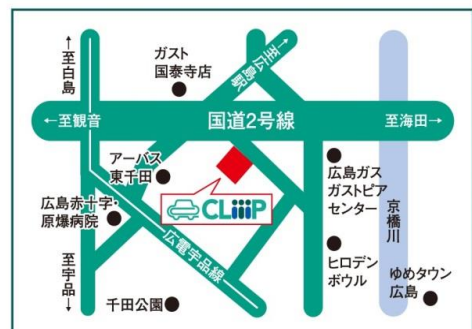 ↑至白島
ガスト
国泰寺店
至広島駅→
←至観音
国道2号線
至海田→
アーバス
東千田
広島赤十字・
原爆病院
CLiiiP
広島ガス
ガストピア
センター
京橋川
広電宇品線
至宇品↓
千田公園
ヒロデン
ボウル
ゆめタウン
広島